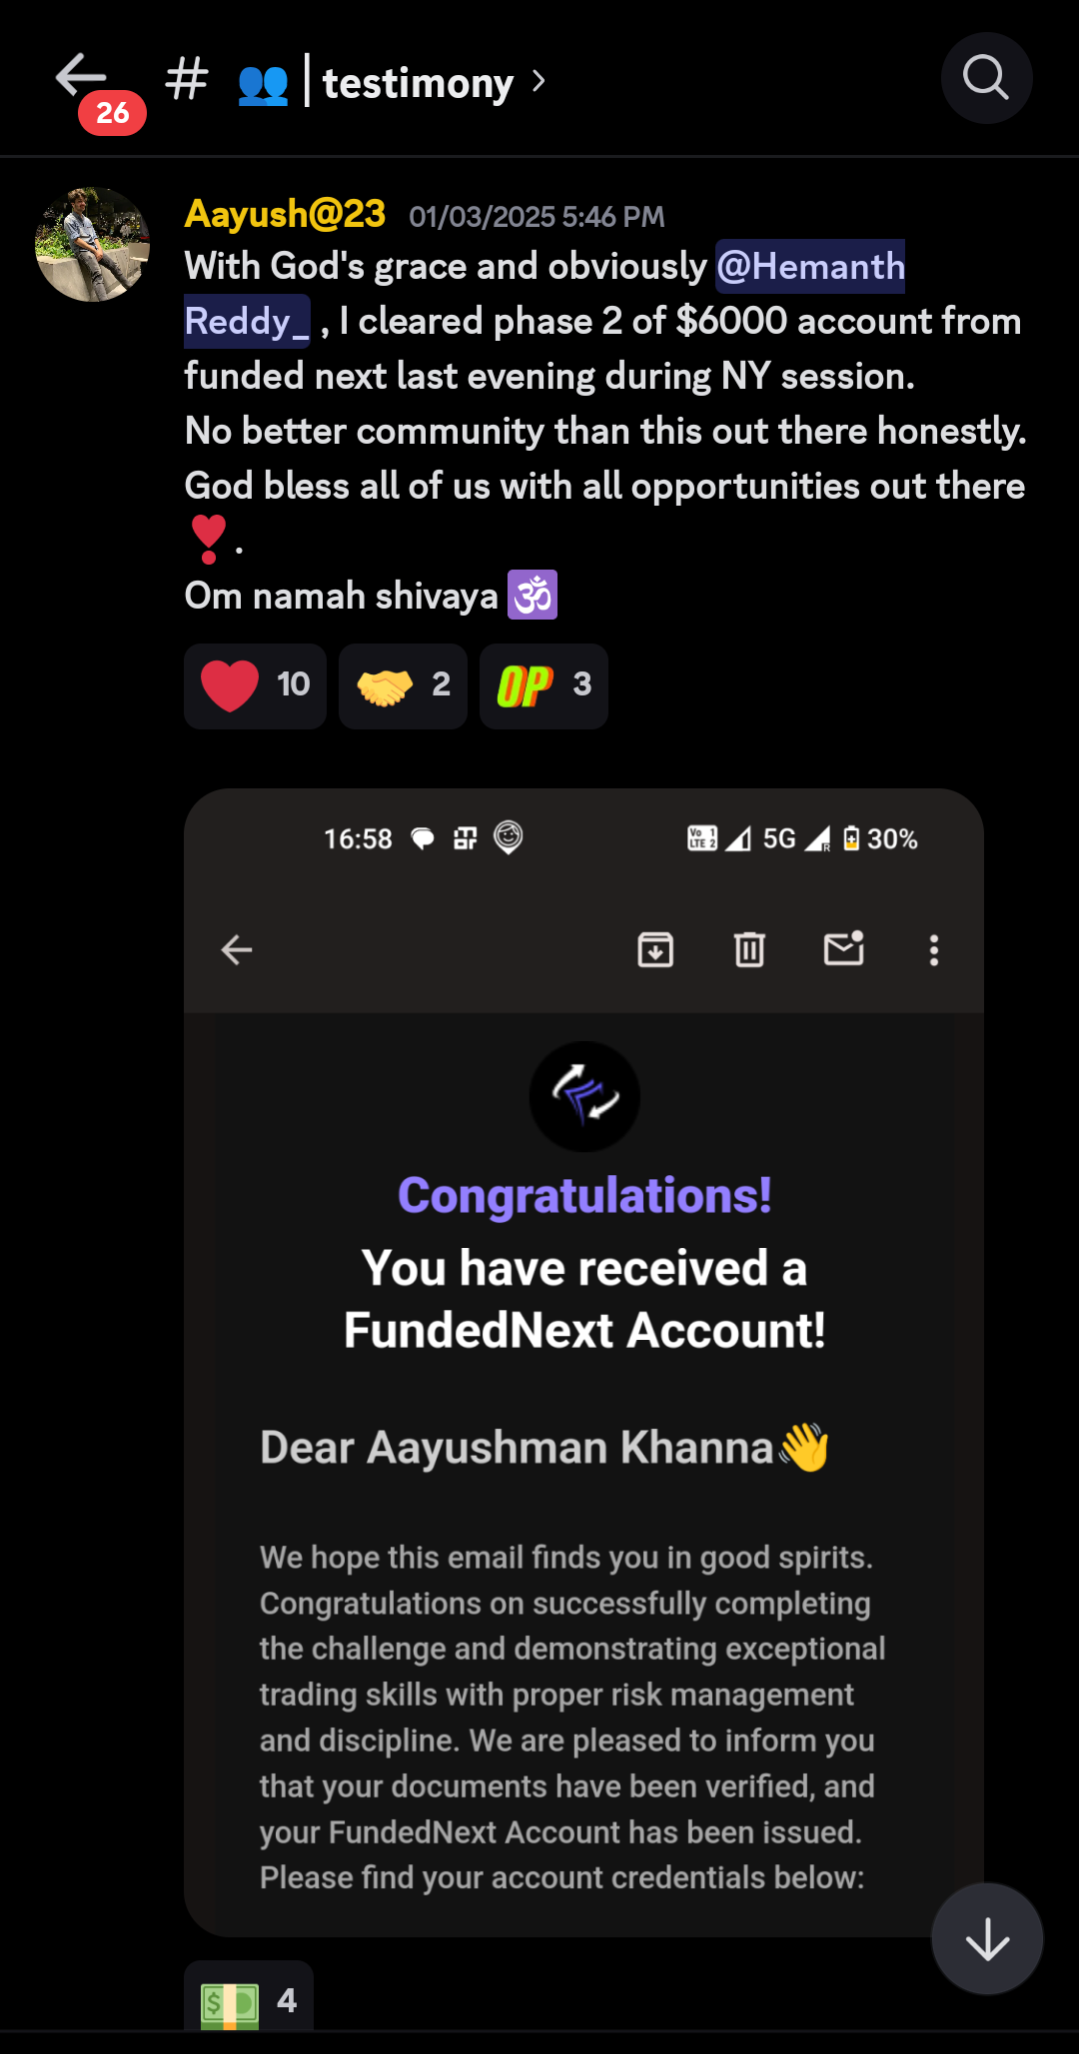 26
# 👥 | testimony ›
Aayush@23 01/03/2025 5:46 PM
With God's grace and obviously @Hemanth
Reddy_ , I cleared phase 2 of $6000 account from
funded next last evening during NY session.
No better community than this out there honestly.
God bless all of us with all opportunities out there
❣️.
Om namah shivaya 🕉️
❤️ 10 🤝 2 OP 3
16:58 Vo LTE 1 2 5G R 30%
Congratulations!
You have received a
FundedNext Account!
Dear Aayushman Khanna👋
We hope this email finds you in good spirits.
Congratulations on successfully completing
the challenge and demonstrating exceptional
trading skills with proper risk management
and discipline. We are pleased to inform you
that your documents have been verified, and
your FundedNext Account has been issued.
Please find your account credentials below:
💵 4